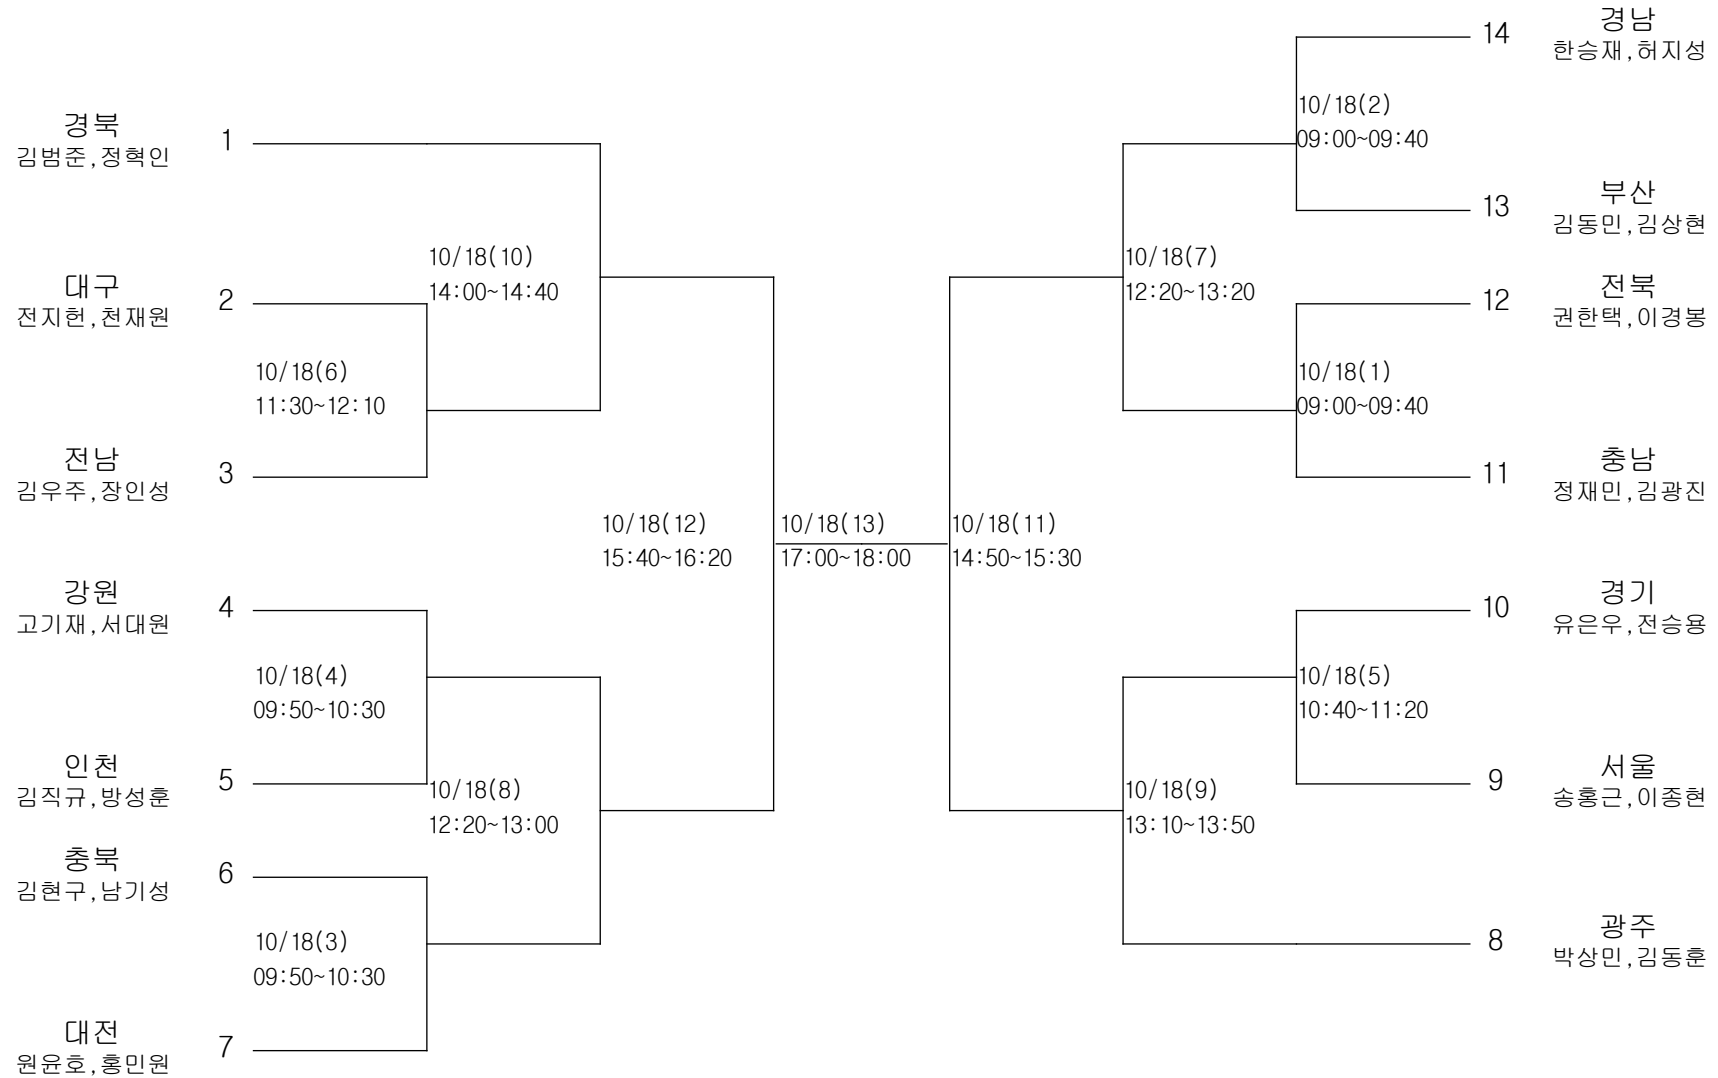 경북
김범준,정혁인
1
대구
전지헌,천재원
2
10/18(10)
14:00~14:40
10/18(6)
11:30~12:10
전남
김우주,장인성
3
10/18(12)
15:40~16:20
강원
고기재,서대원
4
10/18(4)
09:50~10:30
인천
김직규,방성훈
5
10/18(8)
12:20~13:00
충북
김현구,남기성
6
10/18(3)
09:50~10:30
대전
원윤호,홍민원
7
10/18(13)
17:00~18:00
14
경남
한승재,허지성
10/18(2)
09:00~09:40
13
부산
김동민,김상현
10/18(7)
12:20~13:20
12
전북
권한택,이경봉
10/18(1)
09:00~09:40
11
충남
정재민,김광진
10/18(11)
14:50~15:30
10
경기
유은우,전승용
10/18(5)
10:40~11:20
9
서울
송홍근,이종현
10/18(9)
13:10~13:50
8
광주
박상민,김동훈